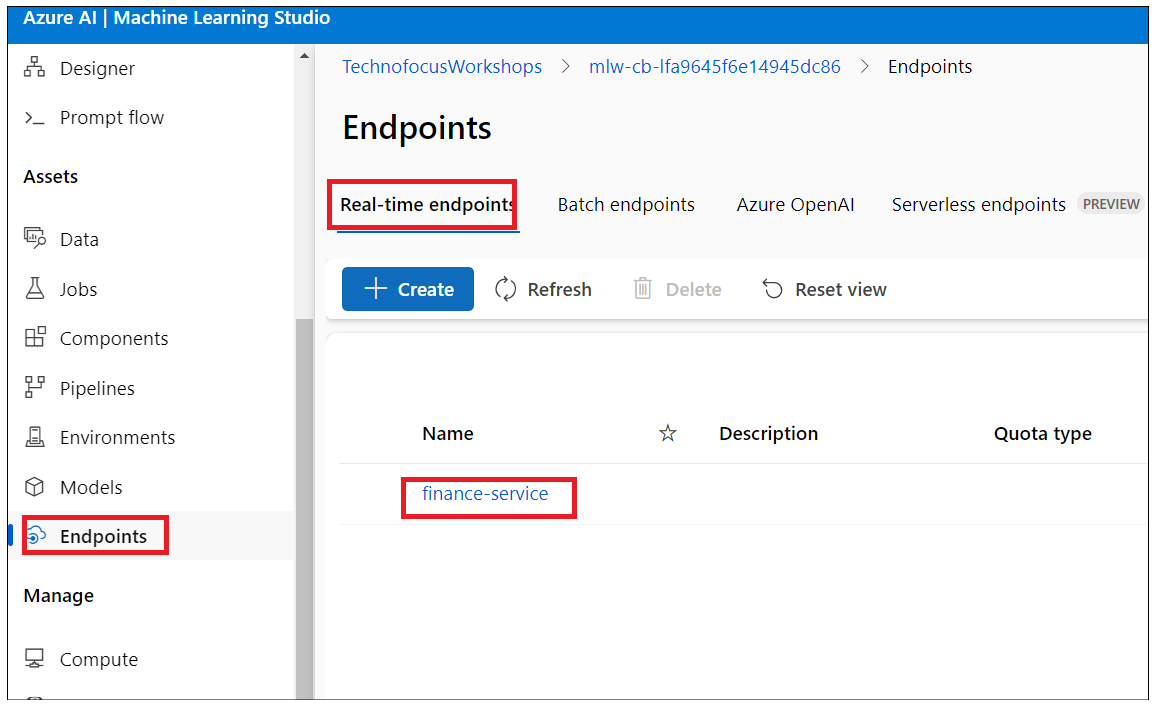 Azure AI | Machine Learning Studio
Designer
Prompt flow
Assets
Data
Jobs
Components
Pipelines
Environments
Models
Endpoints
Manage
Compute
TechnofocusWorkshops > mlw-cb-lfa9645f6e14945dc86 > Endpoints
Endpoints
Real-time endpoints Batch endpoints Azure OpenAI Serverless endpoints PREVIEW
Create Refresh Delete Reset view
Name Description Quota type
finance-service